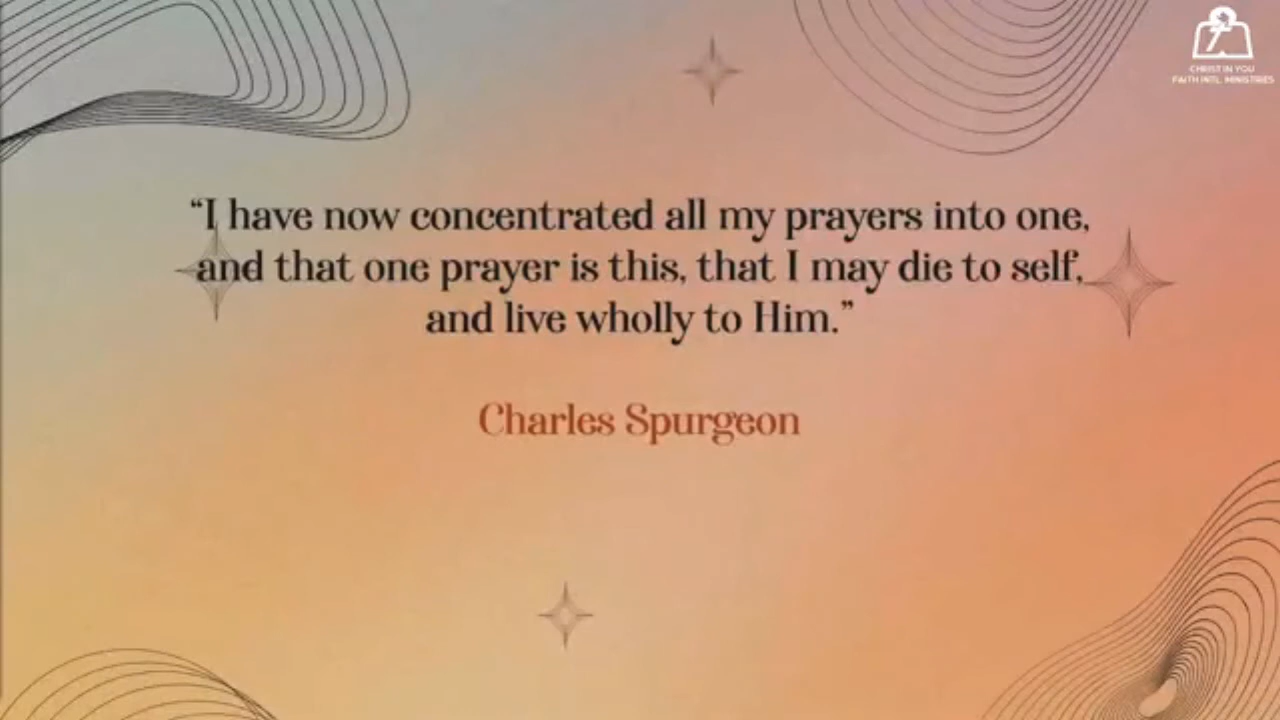 CHRIST IN YOU
FAITH INTL. MINISTRIES
“I have now concentrated all my prayers into one,
and that one prayer is this, that I may die to self,
and live wholly to Him.”
Charles Spurgeon